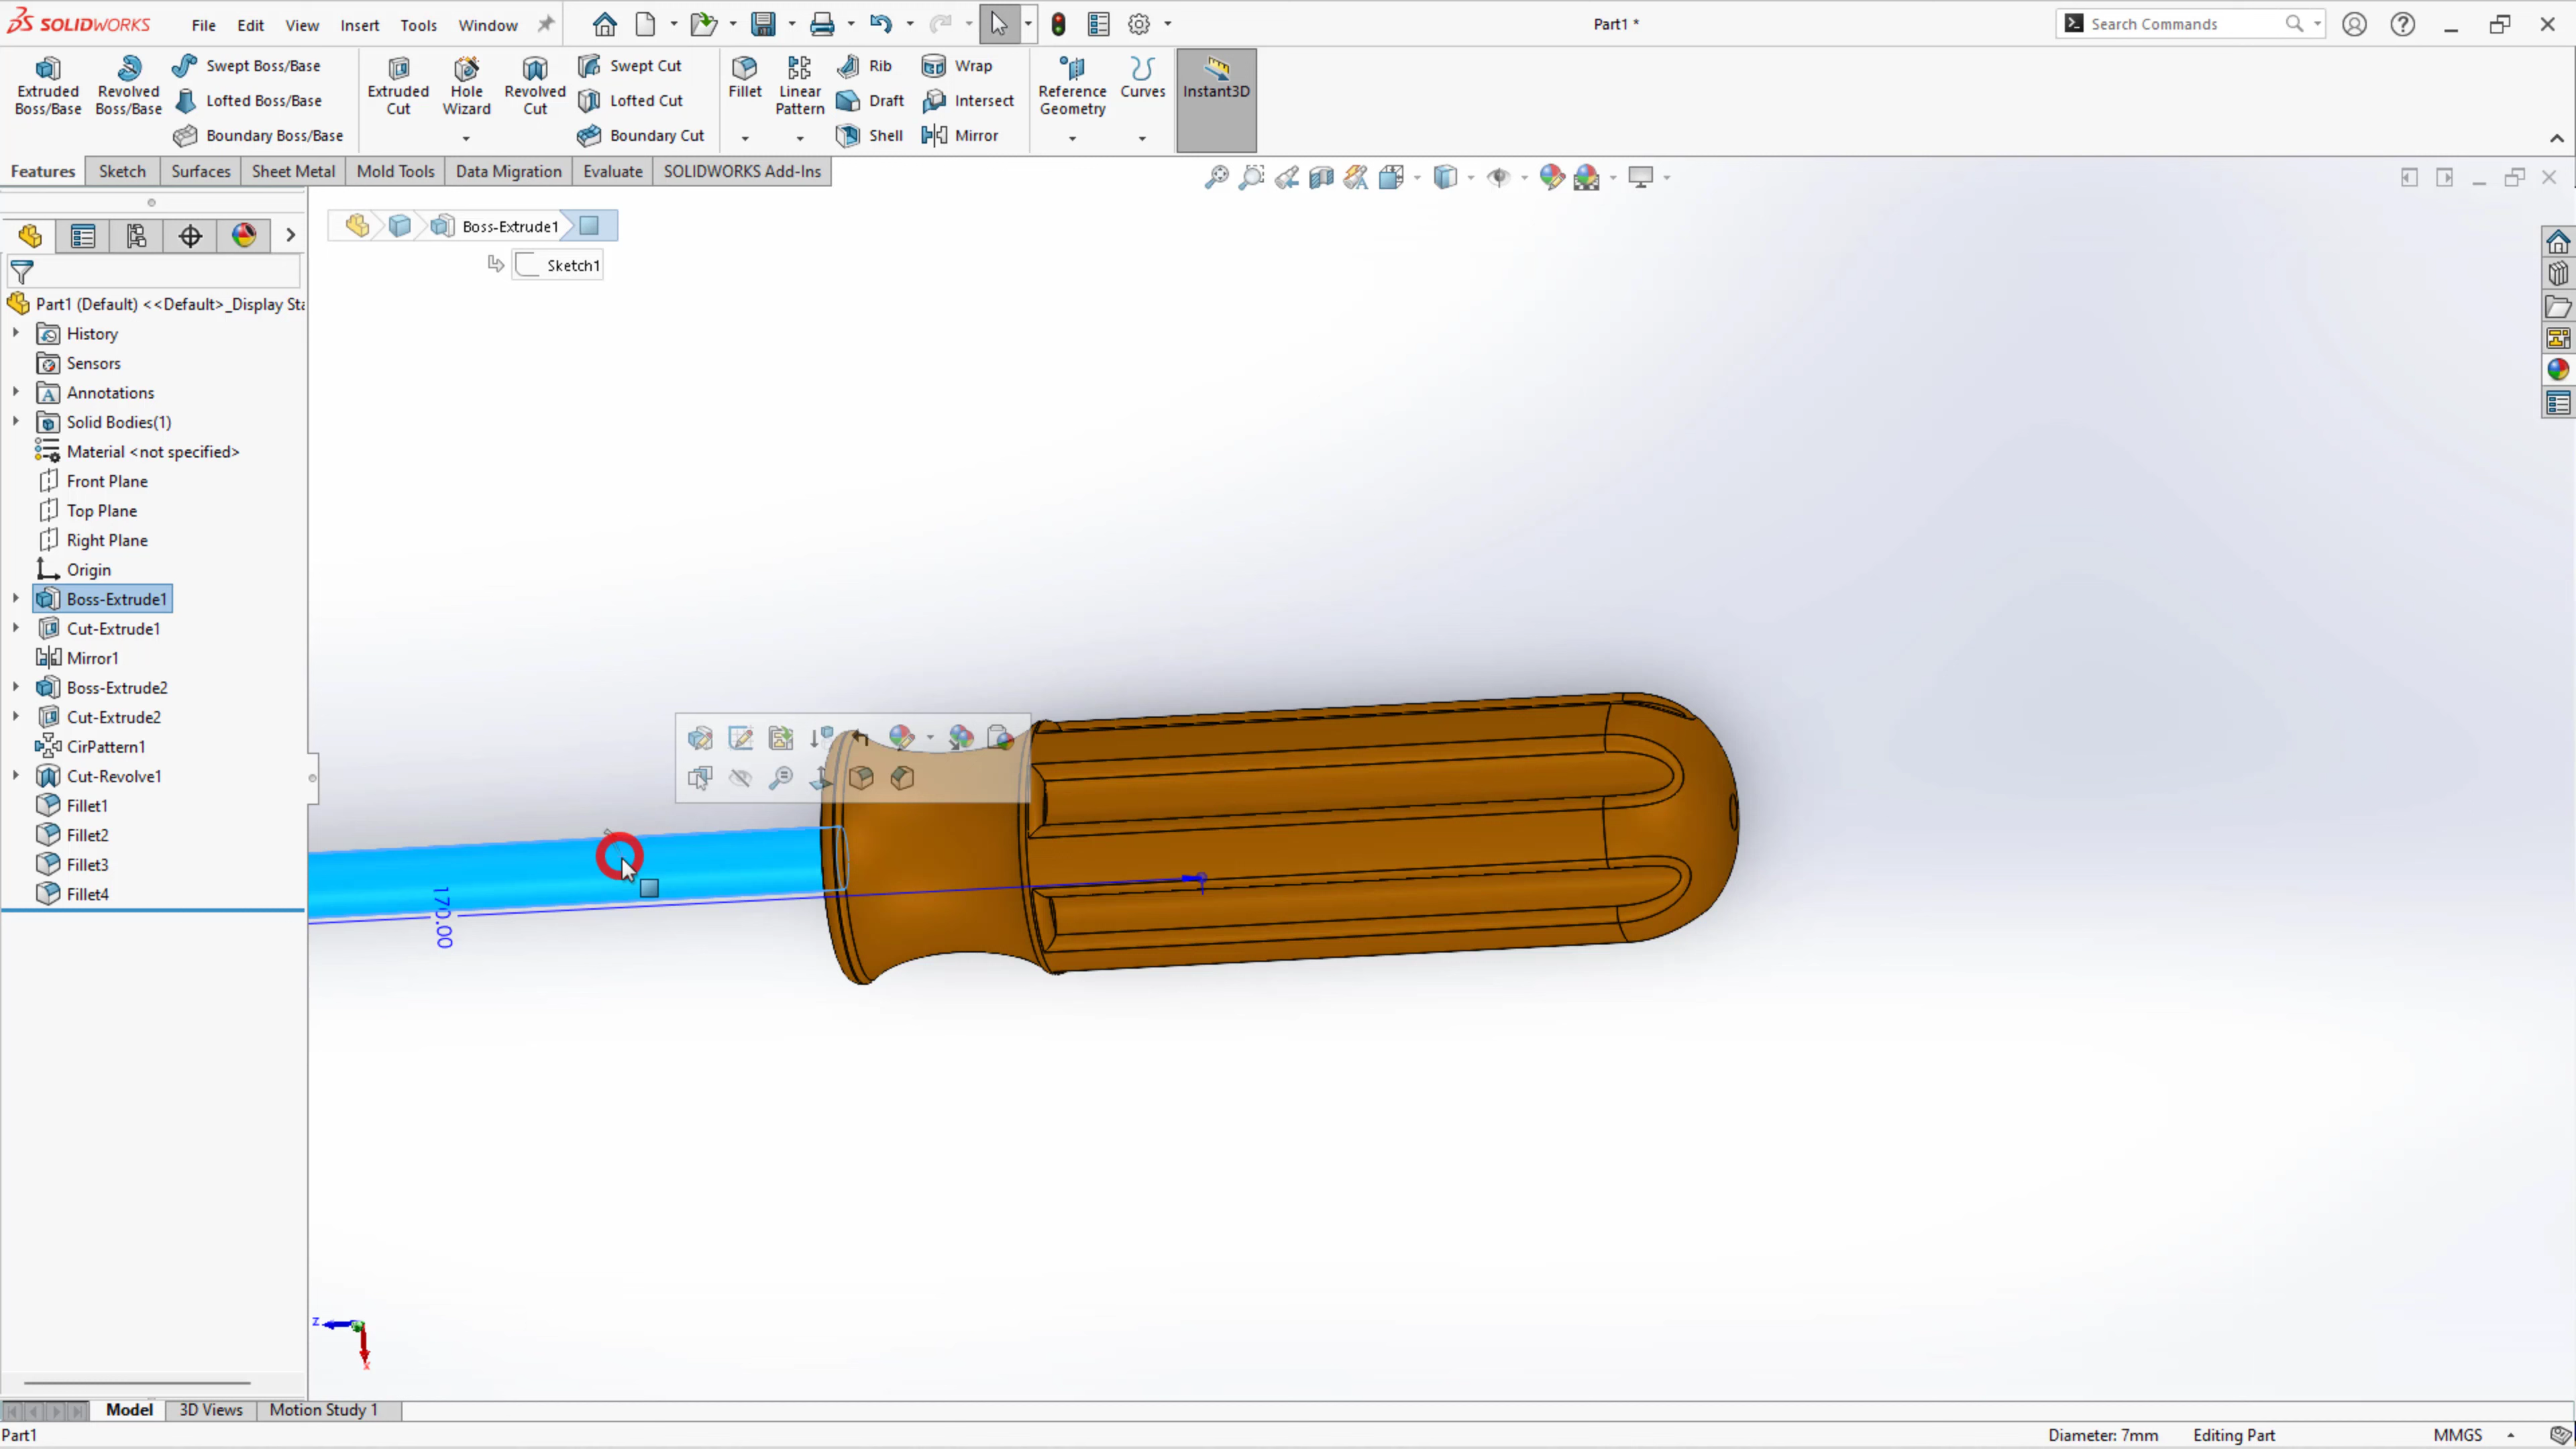 SOLIDWORKS File Edit View Insert Tools Window Part1 * Search Commands
Extruded Boss/Base Revolved Boss/Base Swept Boss/Base Lofted Boss/Base Boundary Boss/Base Extruded Cut Hole Wizard Revolved Cut Swept Cut Lofted Cut Boundary Cut Fillet Linear Pattern Rib Draft Shell Wrap Intersect Mirror Reference Geometry Curves Instant3D
Features Sketch Surfaces Sheet Metal Mold Tools Data Migration Evaluate SOLIDWORKS Add-Ins
Boss-Extrude1
Sketch1
Part1 (Default) <<Default>_Display Sta
History
Sensors
Annotations
Solid Bodies(1)
Material <not specified>
Front Plane
Top Plane
Right Plane
Origin
Boss-Extrude1
Cut-Extrude1
Mirror1
Boss-Extrude2
Cut-Extrude2
CirPattern1
Cut-Revolve1
Fillet1
Fillet2
Fillet3
Fillet4
170.00
z
x
Model 3D Views Motion Study 1
Part1 Diameter: 7mm Editing Part MMGS